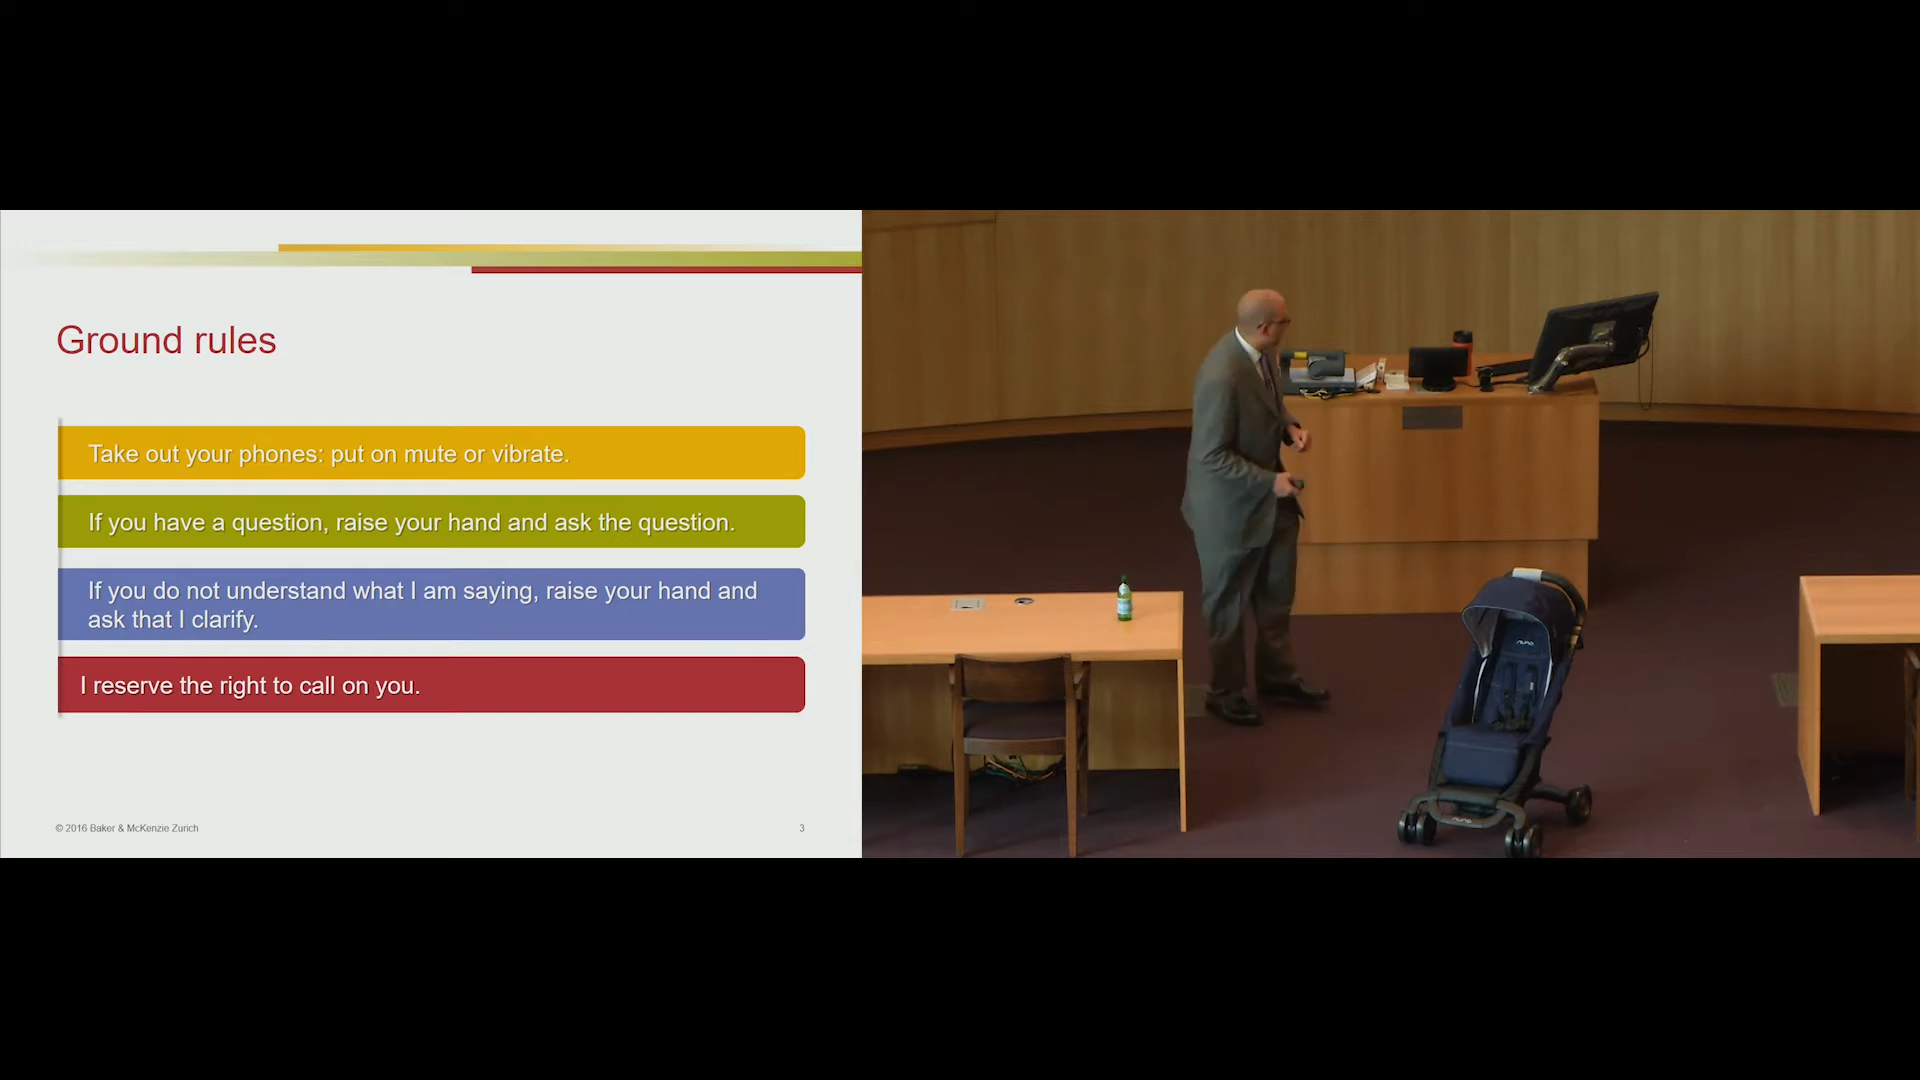 Ground rules
Take out your phones: put on mute or vibrate.
If you have a question, raise your hand and ask the question.
If you do not understand what I am saying, raise your hand and
ask that I clarify.
I reserve the right to call on you.
© 2016 Baker & McKenzie Zurich
3
nuna
nuna